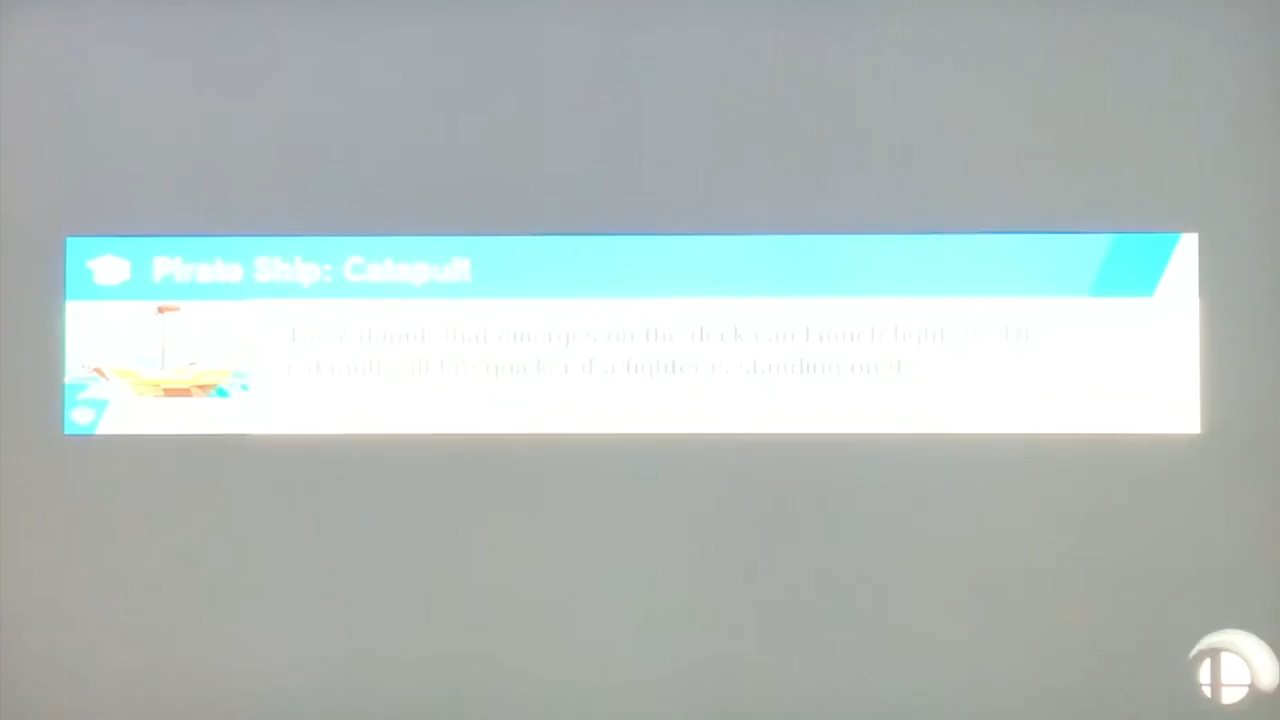 Pirate Ship: Catapult
The catapult that emerges on the deck can launch fighters. The
catapult will fire quicker if a fighter is standing on it.